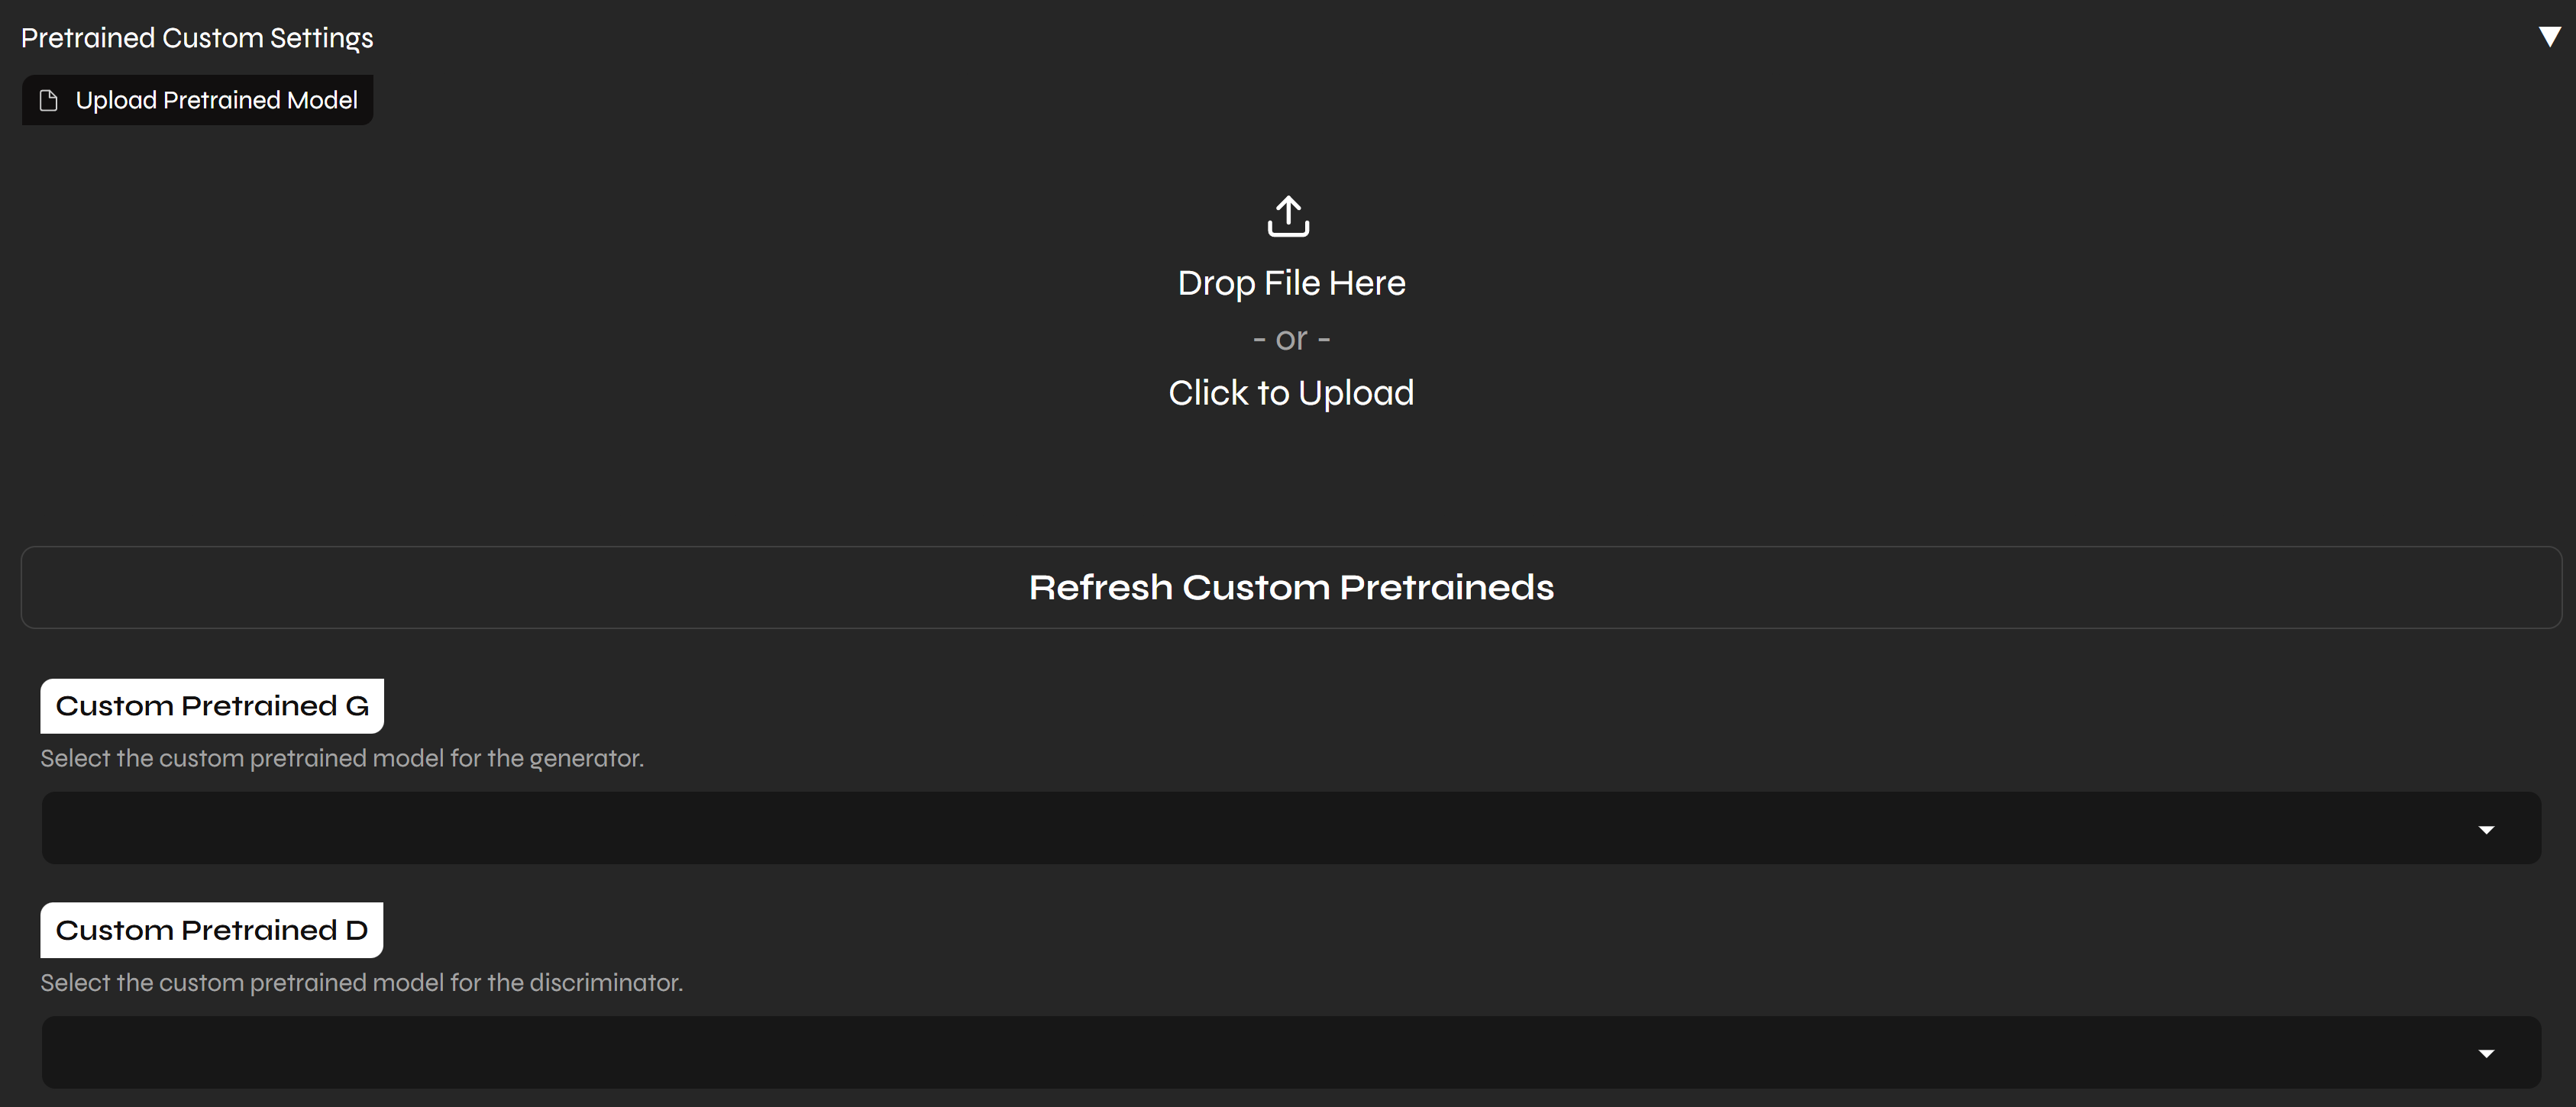 Pretrained Custom Settings
Upload Pretrained Model
Drop File Here
- or -
Click to Upload
Refresh Custom Pretraineds
Custom Pretrained G
Select the custom pretrained model for the generator.
Custom Pretrained D
Select the custom pretrained model for the discriminator.